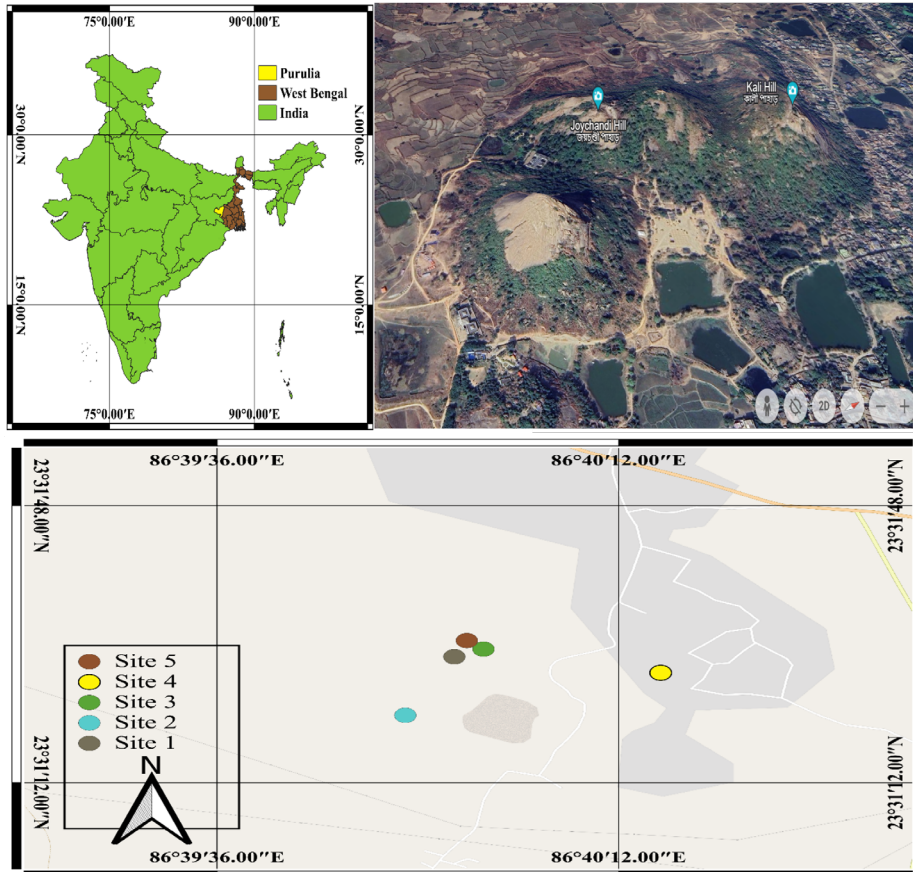 75°0.00′E
90°0.00′E
Purulia
West Bengal
India
30°0.00′N
30°0.00′N
15°0.00′N
15°0.00′N
75°0.00′E
90°0.00′E
Joychandi Hill
জয়চণ্ডী পাহাড়
Kali Hill
কালী পাহাড়
2D
86°39′36.00″E
86°40′12.00″E
23°31′48.00″N
23°31′48.00″N
Site 5
Site 4
Site 3
Site 2
Site 1
N
23°31′12.00″N
23°31′12.00″N
86°39′36.00″E
86°40′12.00″E